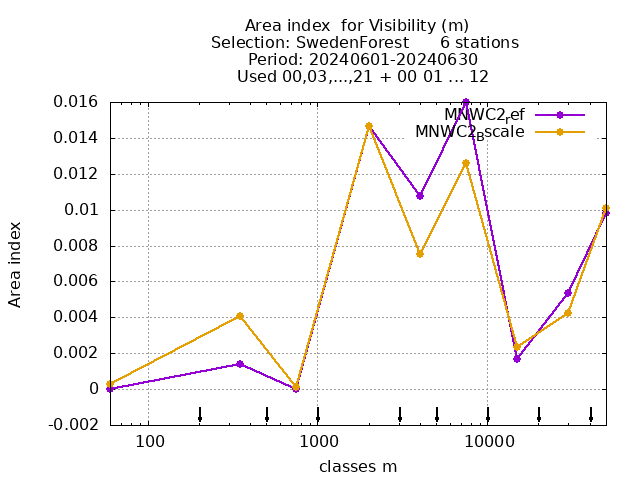 Area index  for Visibility (m)
Selection: SwedenForest      6 stations
Period: 20240601-20240630
Used 00,03,...,21 + 00 01 ... 12
MNWC2ref
MNWC2Bscale
0.016
0.014
0.012
0.01
0.008
0.006
0.004
0.002
0
-0.002
Area index
100
1000
10000
classes m